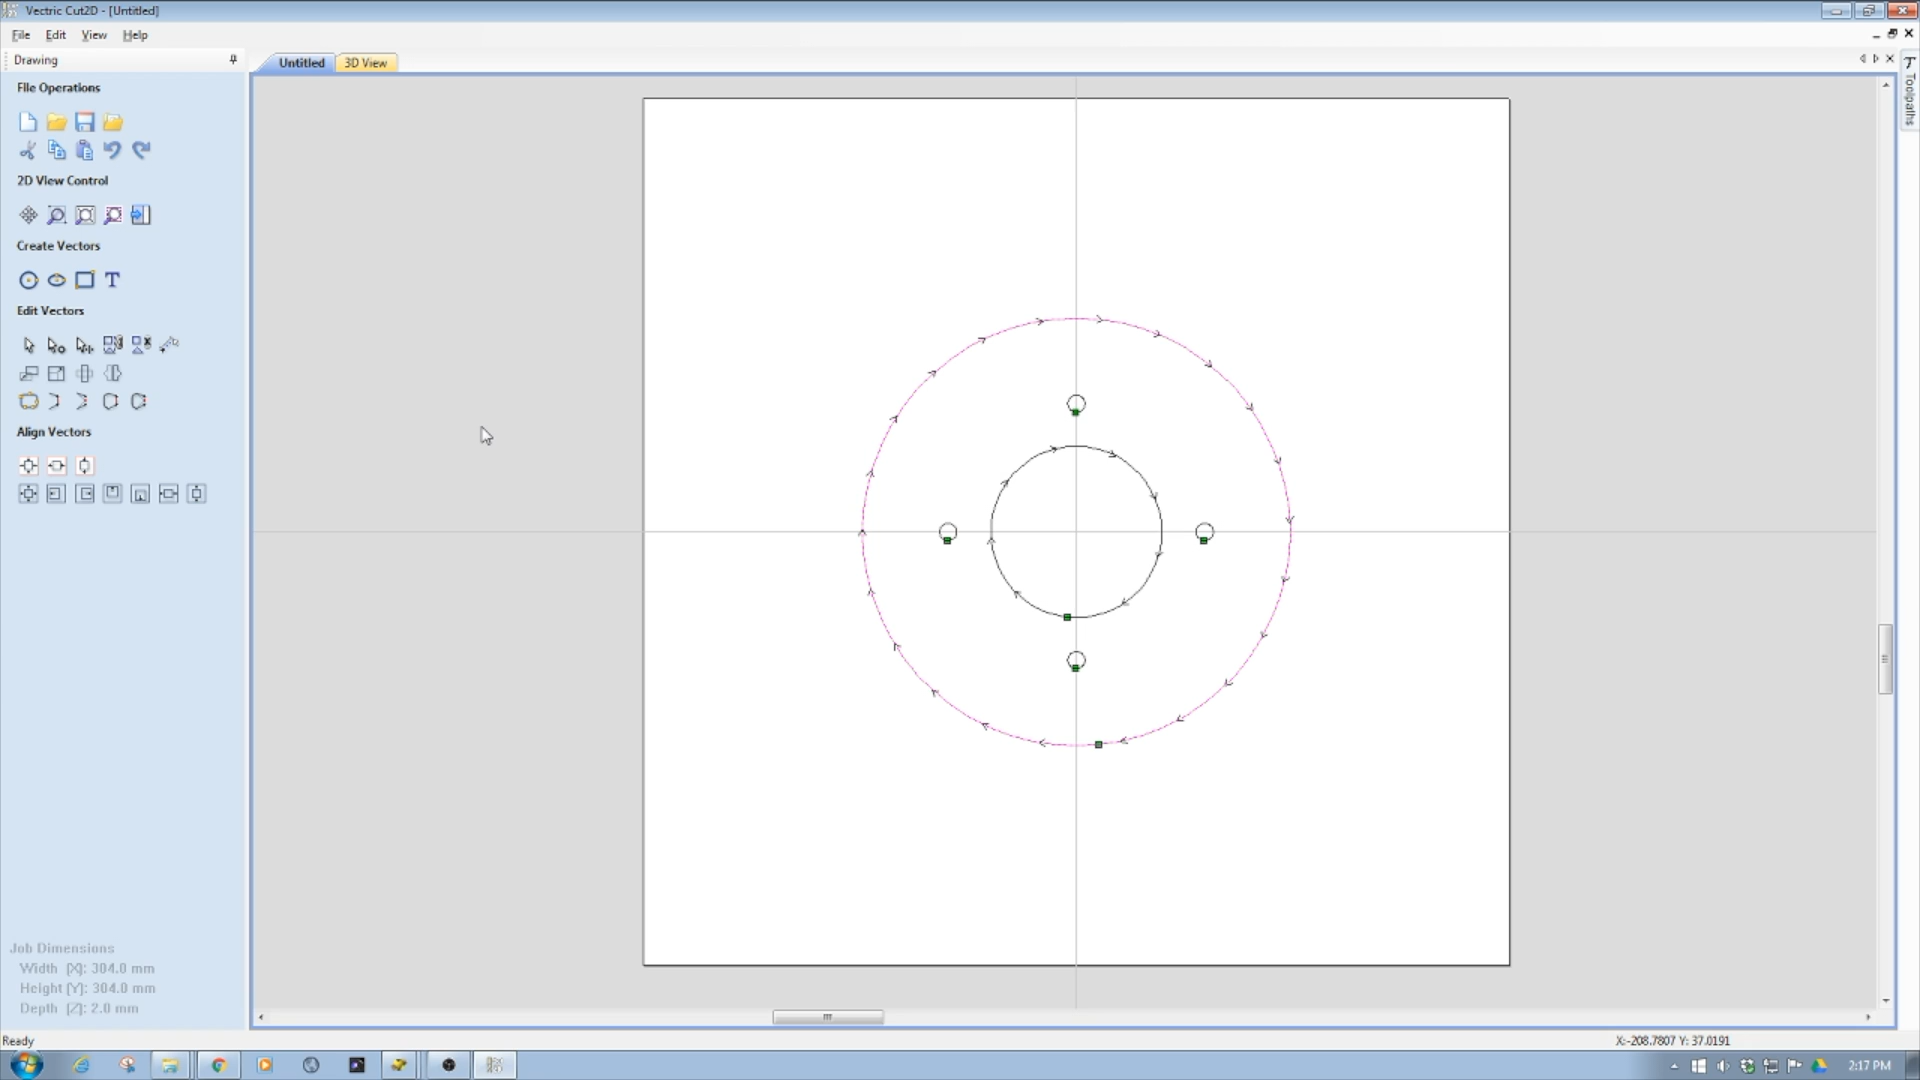 Vectric Cut2D - [Untitled]
File Edit View Help
Drawing
Untitled
3D View
Toolpaths
File Operations
2D View Control
Create Vectors
T
Edit Vectors
Align Vectors
Job Dimensions
Width [X]: 304.0 mm
Height [Y]: 304.0 mm
Depth [Z]: 2.0 mm
Ready
X:-208.7807 Y: 37.0191
2:17 PM